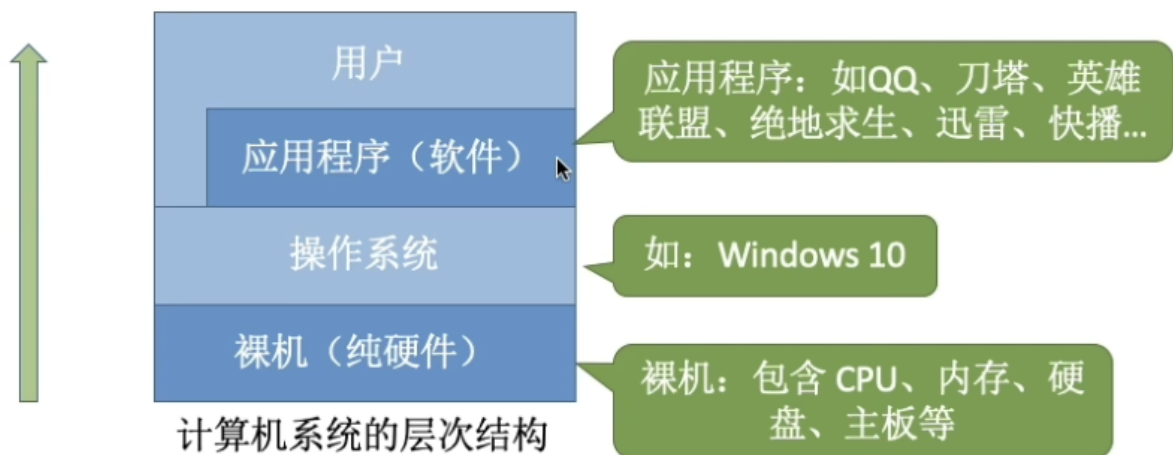 用户
应用程序（软件）
操作系统
裸机（纯硬件）
计算机系统的层次结构
应用程序：如QQ、刀塔、英雄
联盟、绝地求生、迅雷、快播...
如：Windows 10
裸机：包含 CPU、内存、硬
盘、主板等